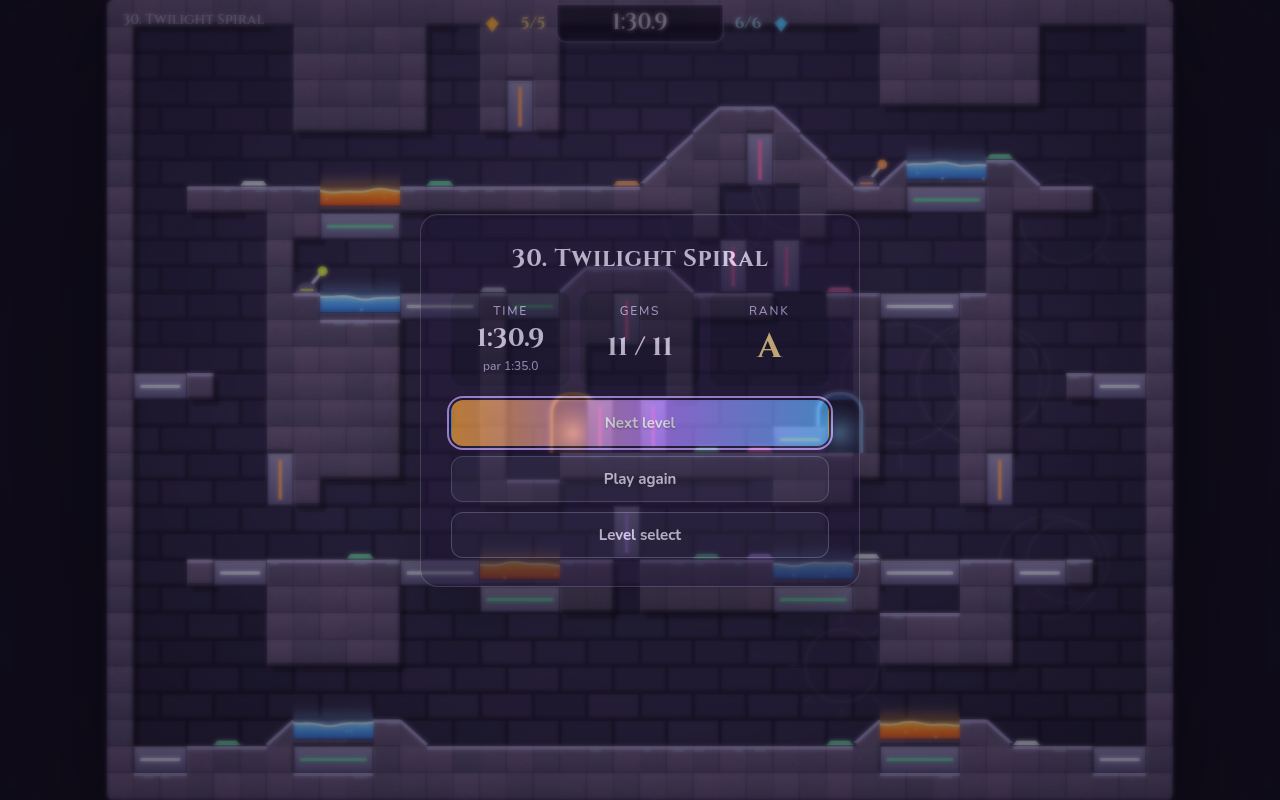 30. Twilight Spiral
5/5
1:30.9
6/6
30. Twilight Spiral
TIME
1:30.9
par 1:35.0
GEMS
11 / 11
RANK
A
Next level
Play again
Level select